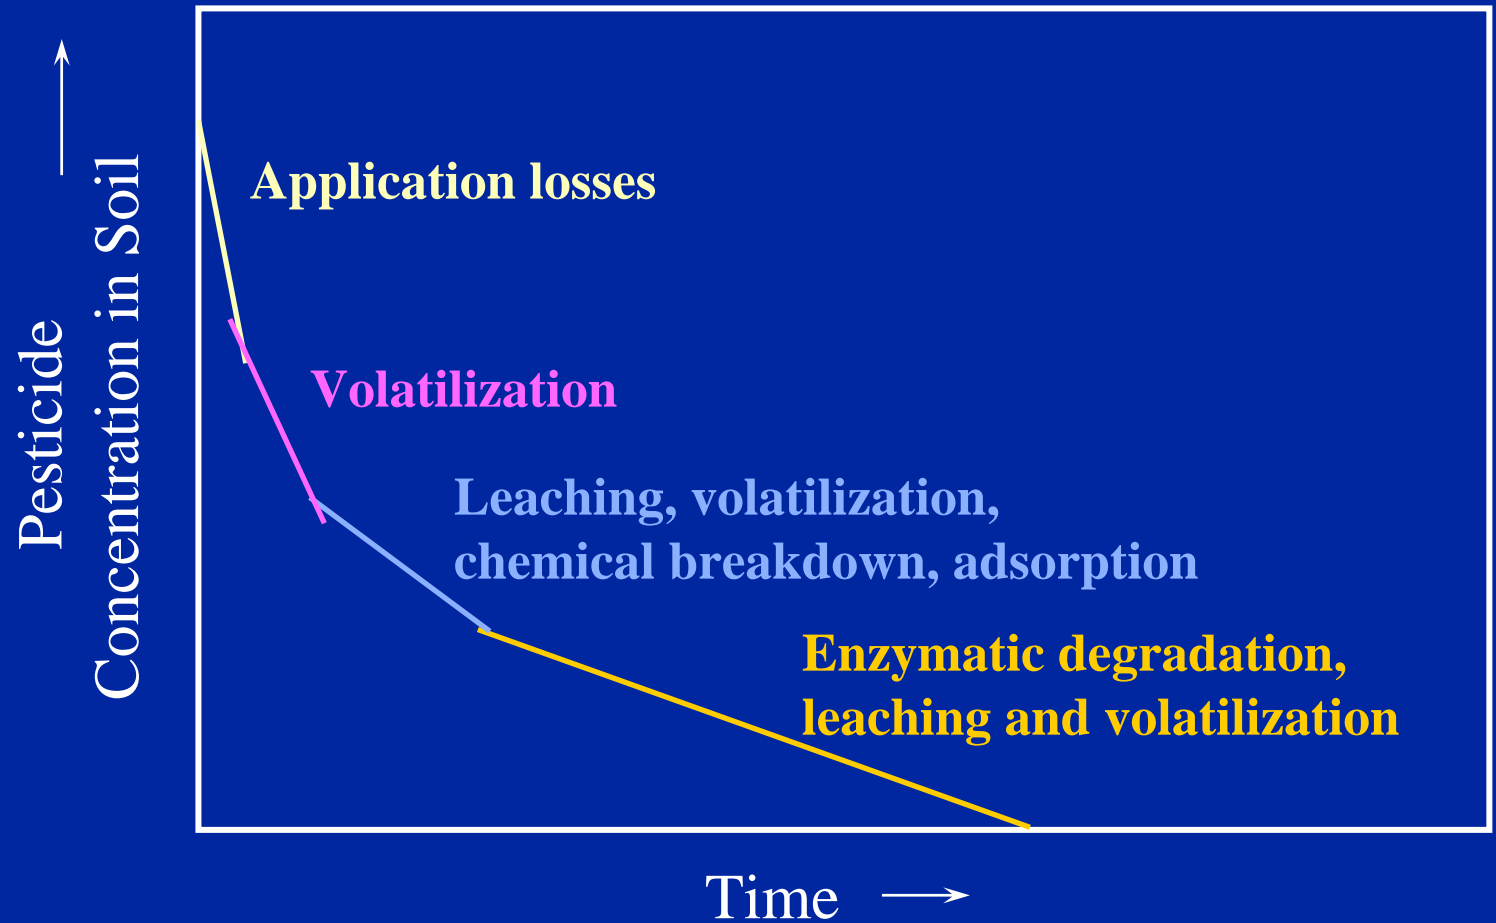 Pesticide
Concentration in Soil
Application losses
Volatilization
Leaching, volatilization,
chemical breakdown, adsorption
Enzymatic degradation,
leaching and volatilization
Time